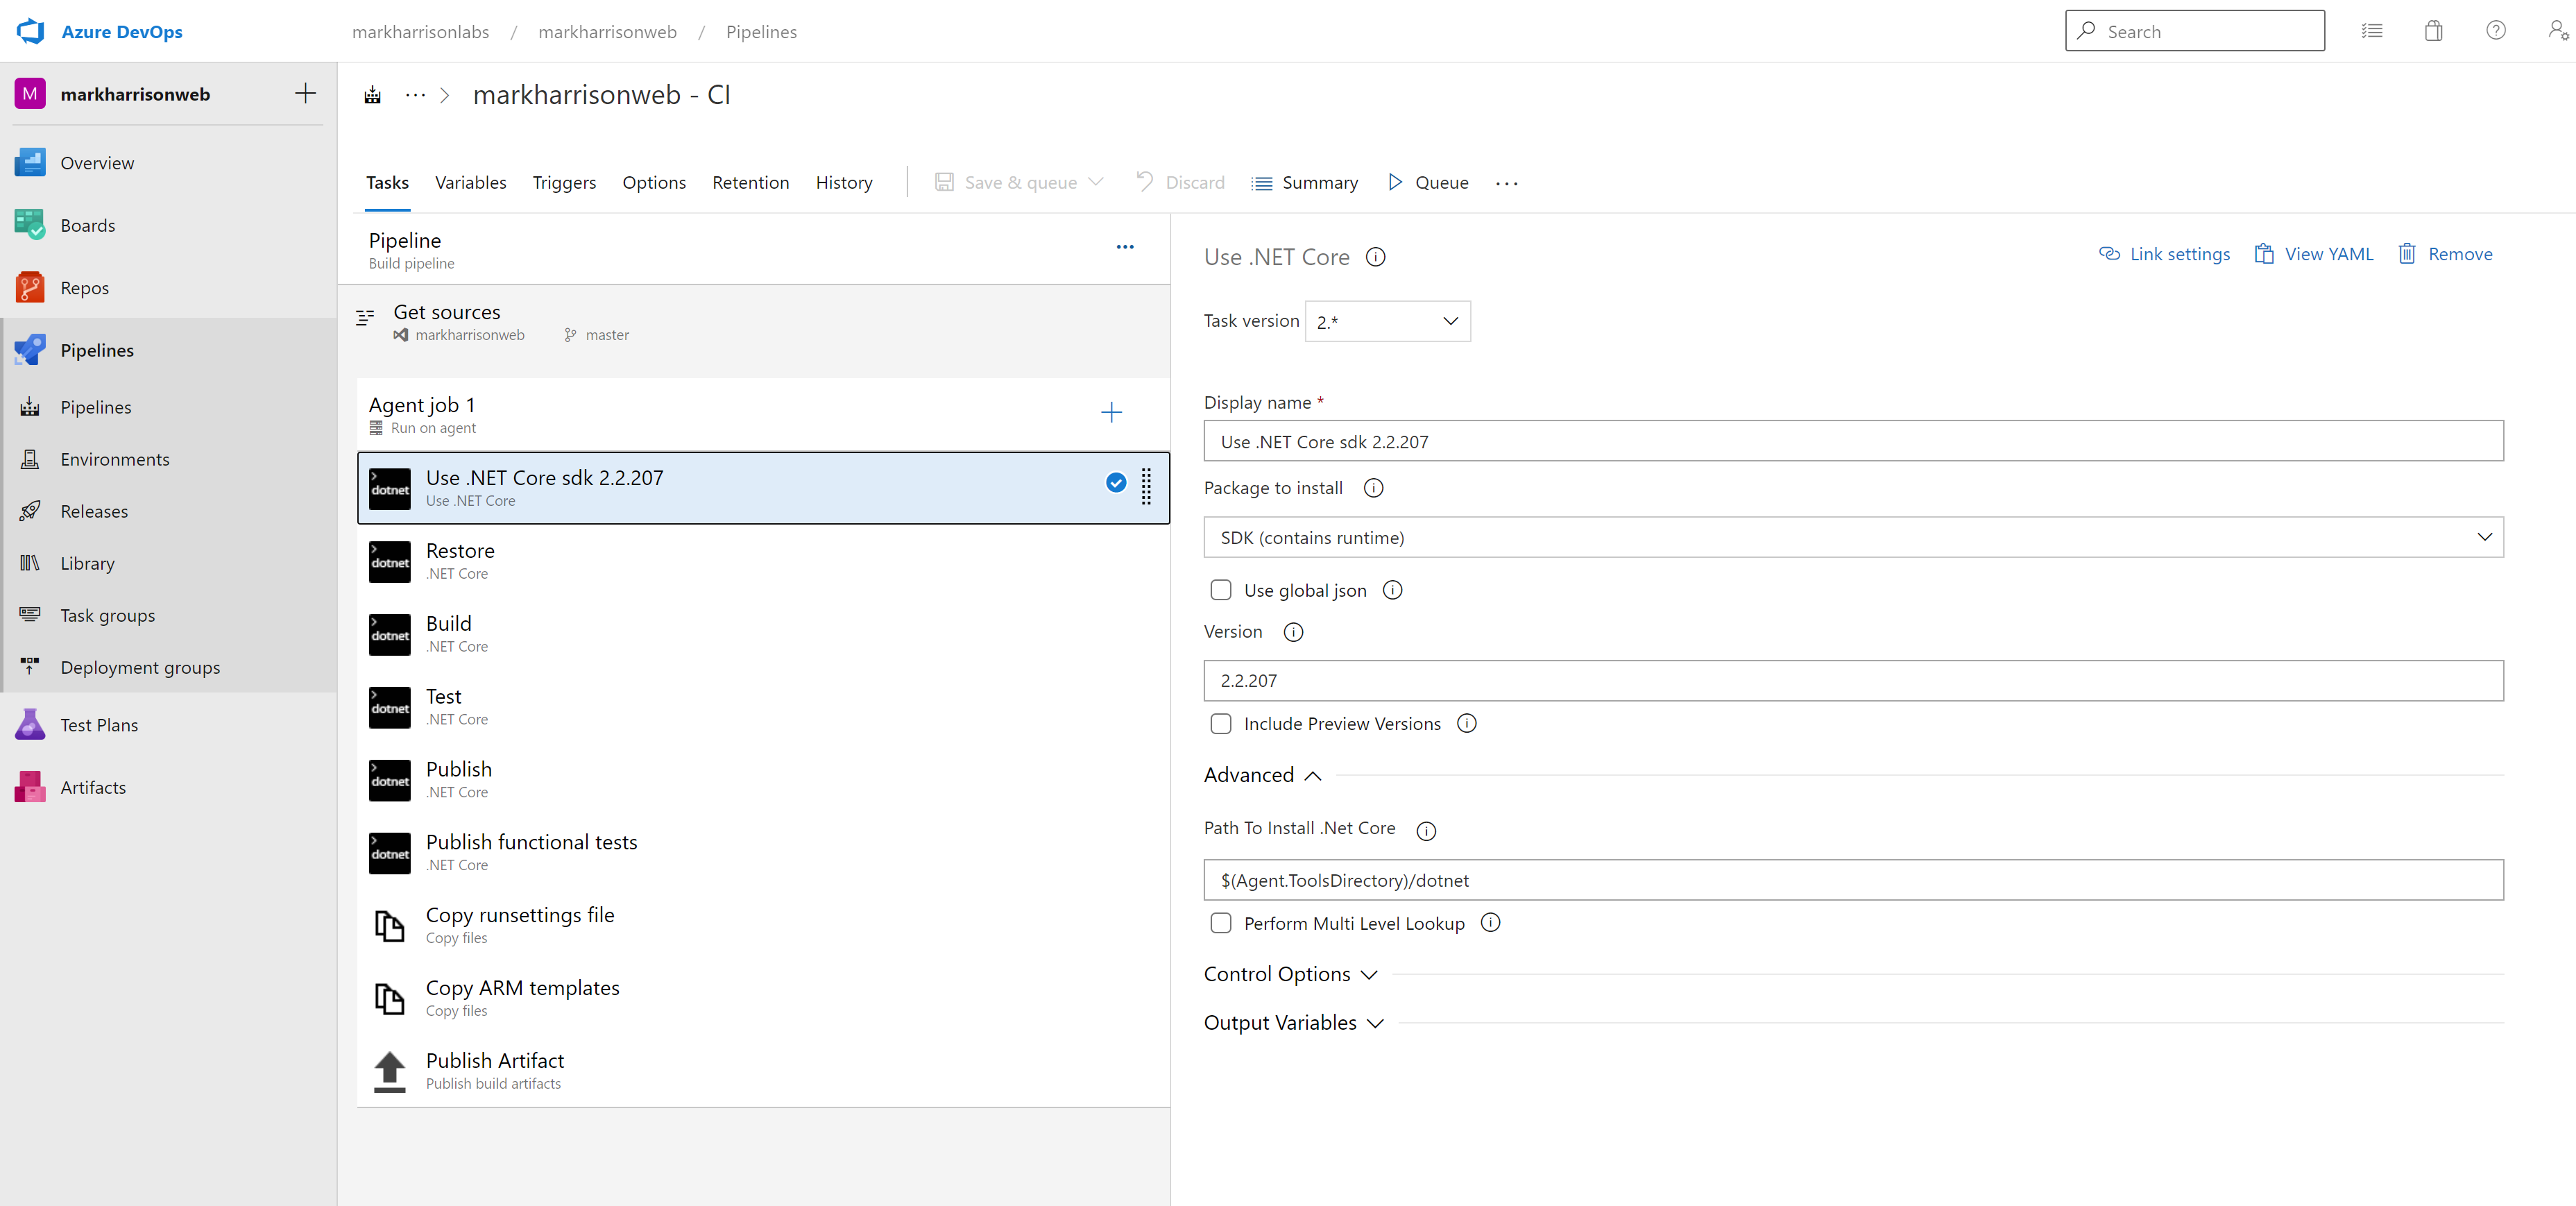 Azure DevOps
markharrisonlabs / markharrisonweb / Pipelines
Search
M markharrisonweb
Overview
Boards
Repos
Pipelines
Pipelines
Environments
Releases
Library
Task groups
Deployment groups
Test Plans
Artifacts
··· > markharrisonweb - CI
Tasks Variables Triggers Options Retention History Save & queue Discard Summary Queue ···
Pipeline
Build pipeline
Get sources
markharrisonweb master
Agent job 1
Run on agent
dotnet Use .NET Core sdk 2.2.207
Use .NET Core
dotnet Restore
.NET Core
dotnet Build
.NET Core
dotnet Test
.NET Core
dotnet Publish
.NET Core
dotnet Publish functional tests
.NET Core
Copy runsettings file
Copy files
Copy ARM templates
Copy files
Publish Artifact
Publish build artifacts
Use .NET Core
Link settings View YAML Remove
Task version 2.*
Display name *
Use .NET Core sdk 2.2.207
Package to install
SDK (contains runtime)
Use global json
Version
2.2.207
Include Preview Versions
Advanced
Path To Install .Net Core
$(Agent.ToolsDirectory)/dotnet
Perform Multi Level Lookup
Control Options
Output Variables